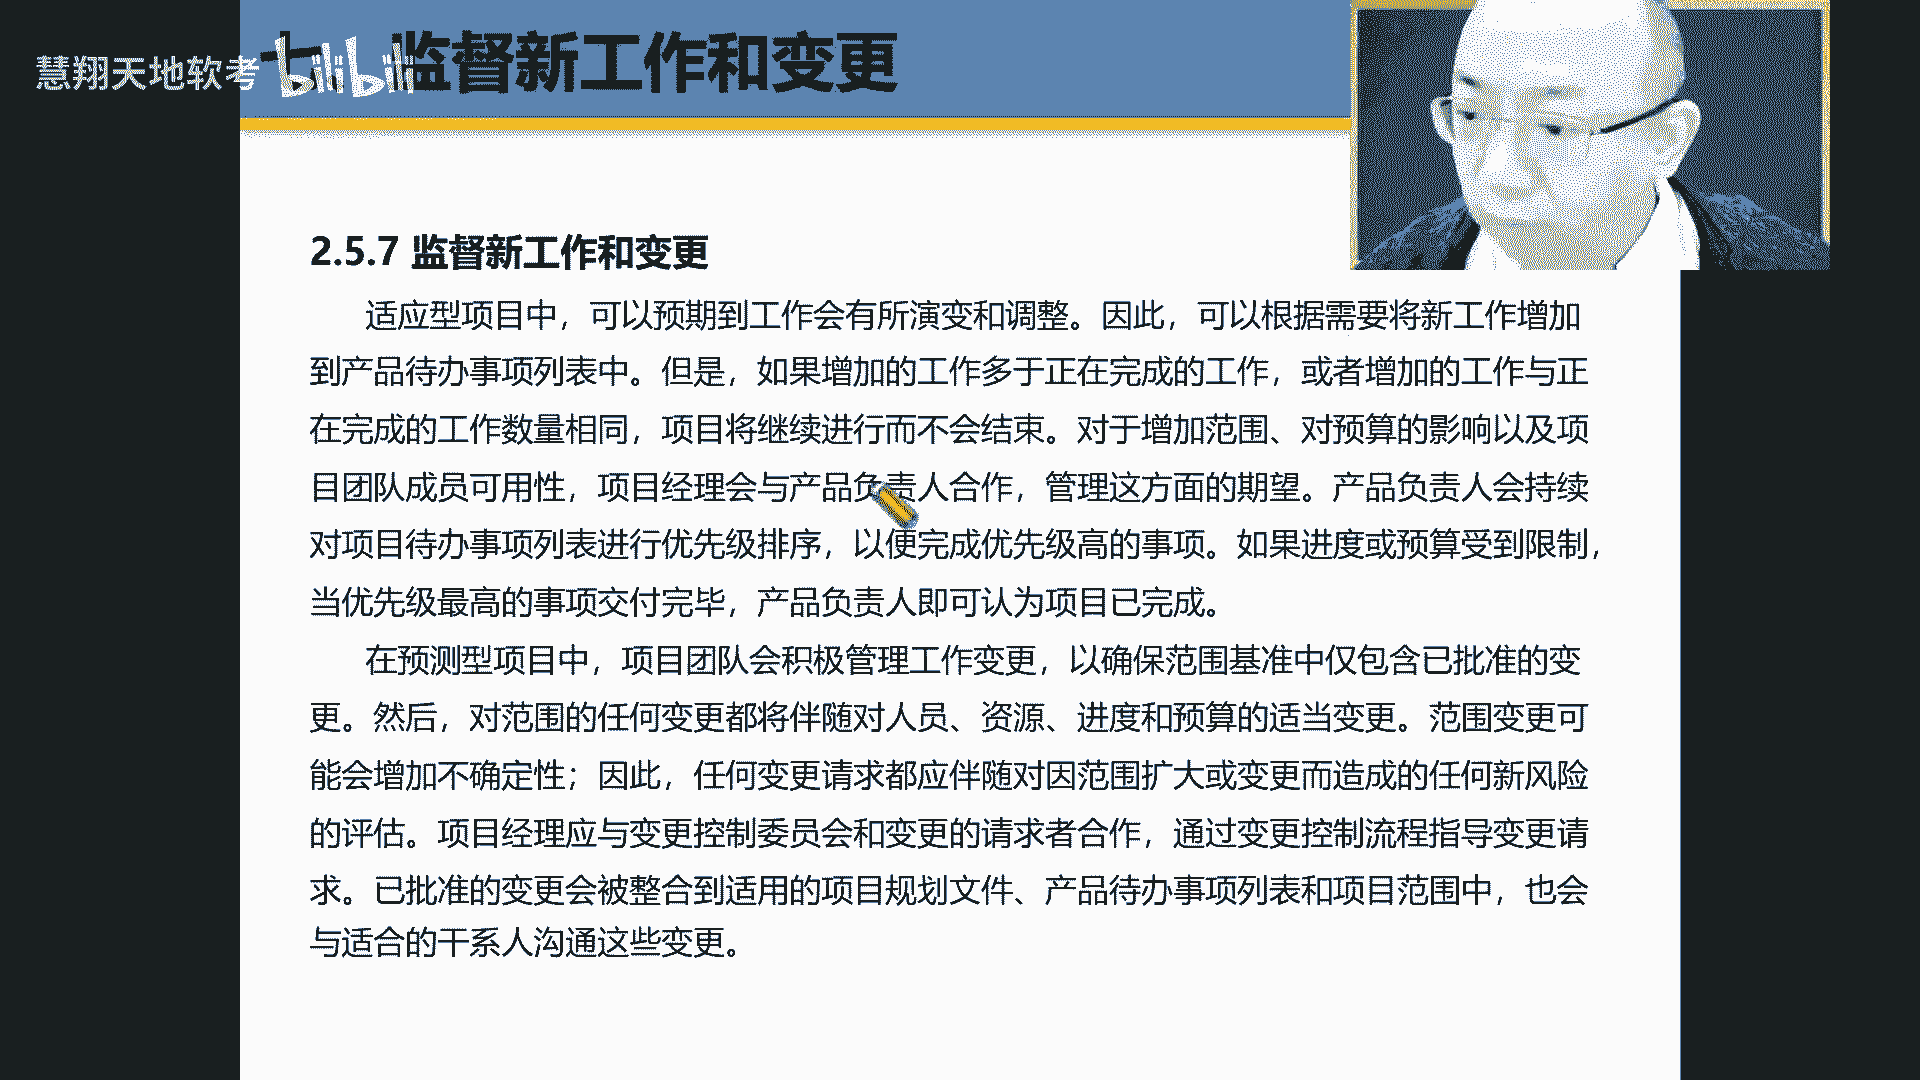 慧翔天地软考
bilibili
七、监督新工作和变更
2.5.7 监督新工作和变更
适应型项目中，可以预期到工作会有所演变和调整。因此，可以根据需要将新工作增加
到产品待办事项列表中。但是，如果增加的工作多于正在完成的工作，或者增加的工作与正
在完成的工作数量相同，项目将继续进行而不会结束。对于增加范围、对预算的影响以及项
目团队成员可用性，项目经理会与产品负责人合作，管理这方面的期望。产品负责人会持续
对项目待办事项列表进行优先级排序，以便完成优先级高的事项。如果进度或预算受到限制，
当优先级最高的事项交付完毕，产品负责人即可认为项目已完成。
在预测型项目中，项目团队会积极管理工作变更，以确保范围基准中仅包含已批准的变
更。然后，对范围的任何变更都将伴随对人员、资源、进度和预算的适当变更。范围变更可
能会增加不确定性；因此，任何变更请求都应伴随对因范围扩大或变更而造成的任何新风险
的评估。项目经理应与变更控制委员会和变更的请求者合作，通过变更控制流程指导变更请
求。已批准的变更会被整合到适用的项目规划文件、产品待办事项列表和项目范围中，也会
与适合的干系人沟通这些变更。